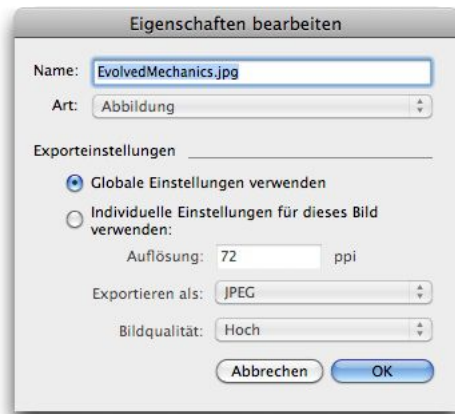 Eigenschaften bearbeiten
Name: EvolvedMechanics.jpg
Art: Abbildung
Exporteinstellungen
Globale Einstellungen verwenden
Individuelle Einstellungen für dieses Bild
verwenden:
Auflösung: 72 ppi
Exportieren als: JPEG
Bildqualität: Hoch
Abbrechen OK